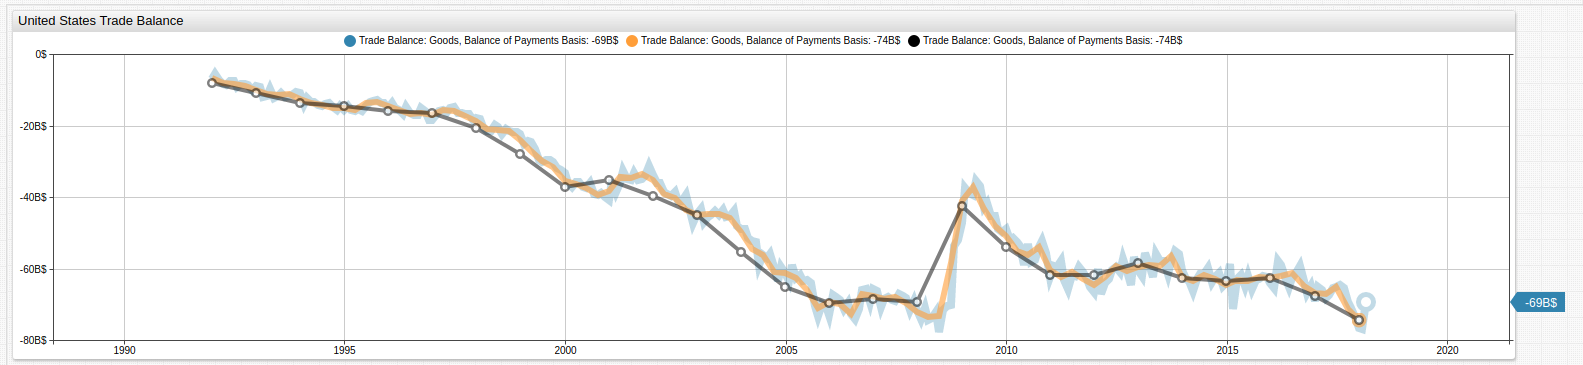 United States Trade Balance
Trade Balance: Goods, Balance of Payments Basis: -69B$ Trade Balance: Goods, Balance of Payments Basis: -74B$ Trade Balance: Goods, Balance of Payments Basis: -74B$
0$
-20B$
-40B$
-60B$
-69B$
-80B$
1990 1995 2000 2005 2010 2015 2020